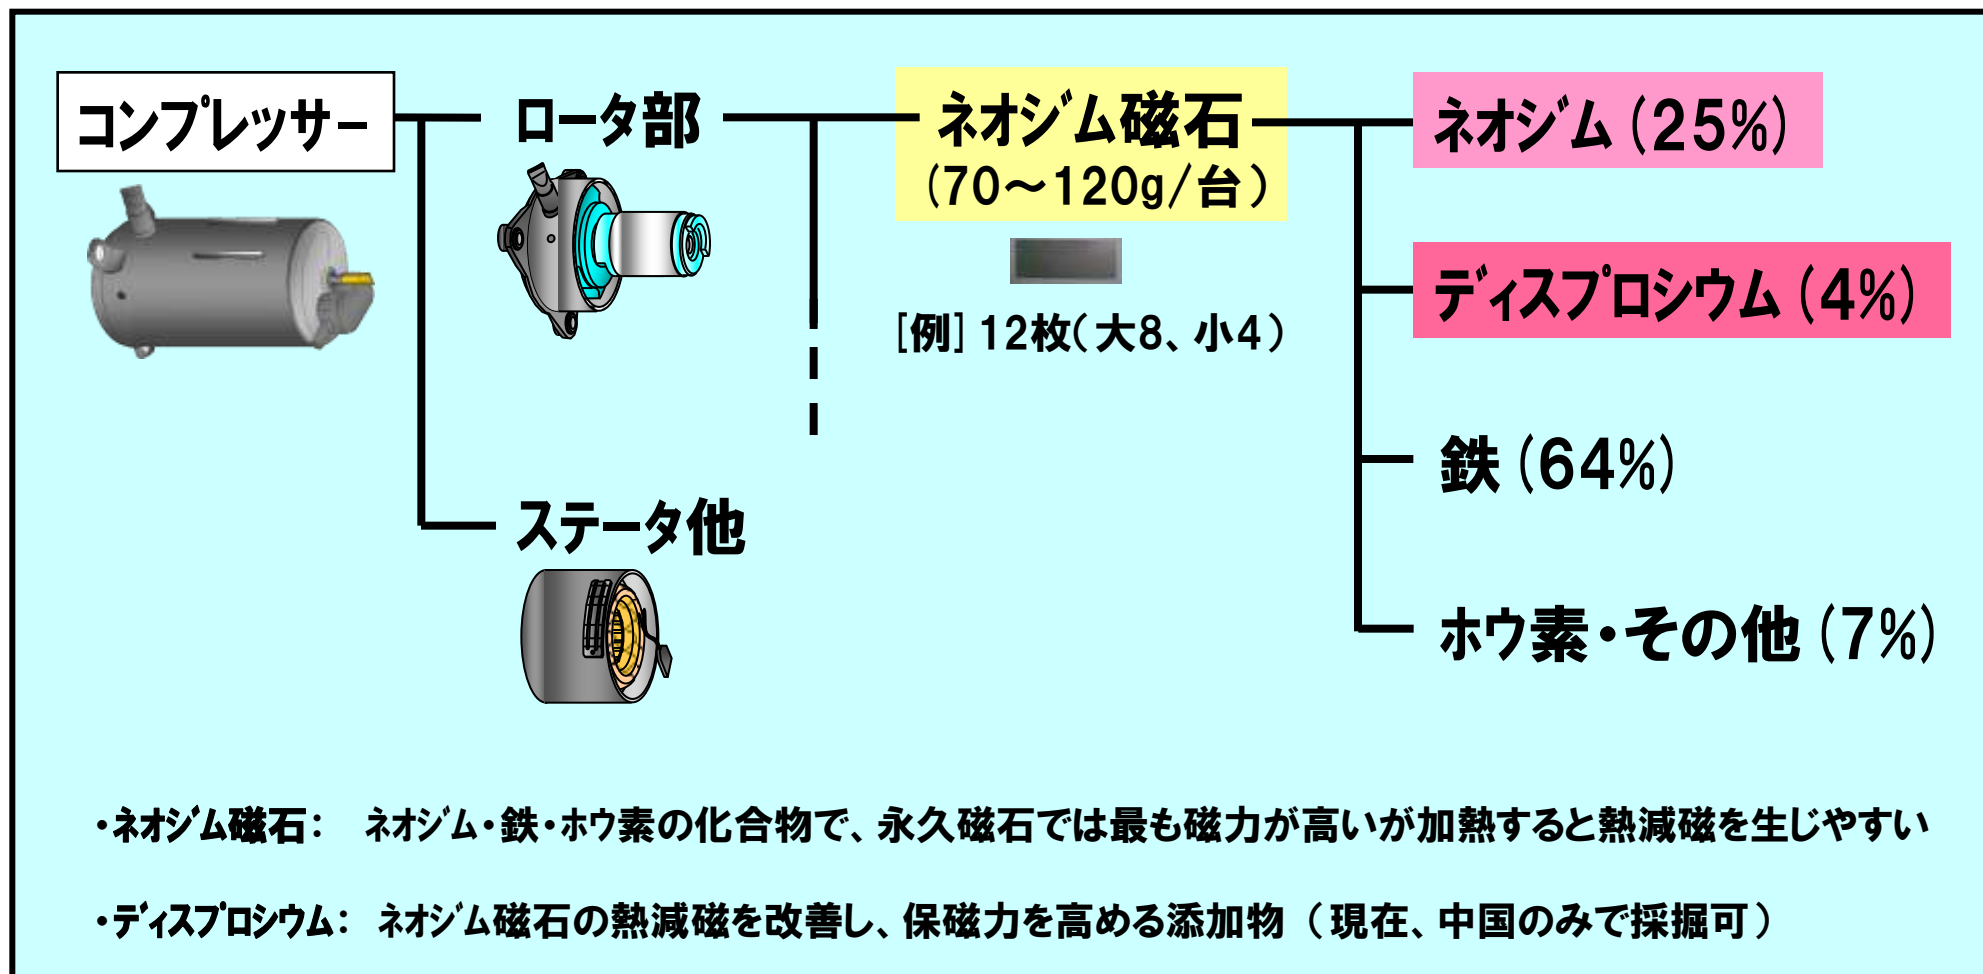 コンプレッサー
ロータ部
ネオジム磁石
(70～120g/台)
[例] 12枚(大8、小4)
ネオジム(25%)
ディスプロシウム(4%)
鉄(64%)
ホウ素・その他(7%)
ステータ他
・ネオジム磁石： ネオジム・鉄・ホウ素の化合物で、永久磁石では最も磁力が高いが加熱すると熱減磁を生じやすい
・ディスプロシウム： ネオジム磁石の熱減磁を改善し、保磁力を高める添加物（現在、中国のみで採掘可）